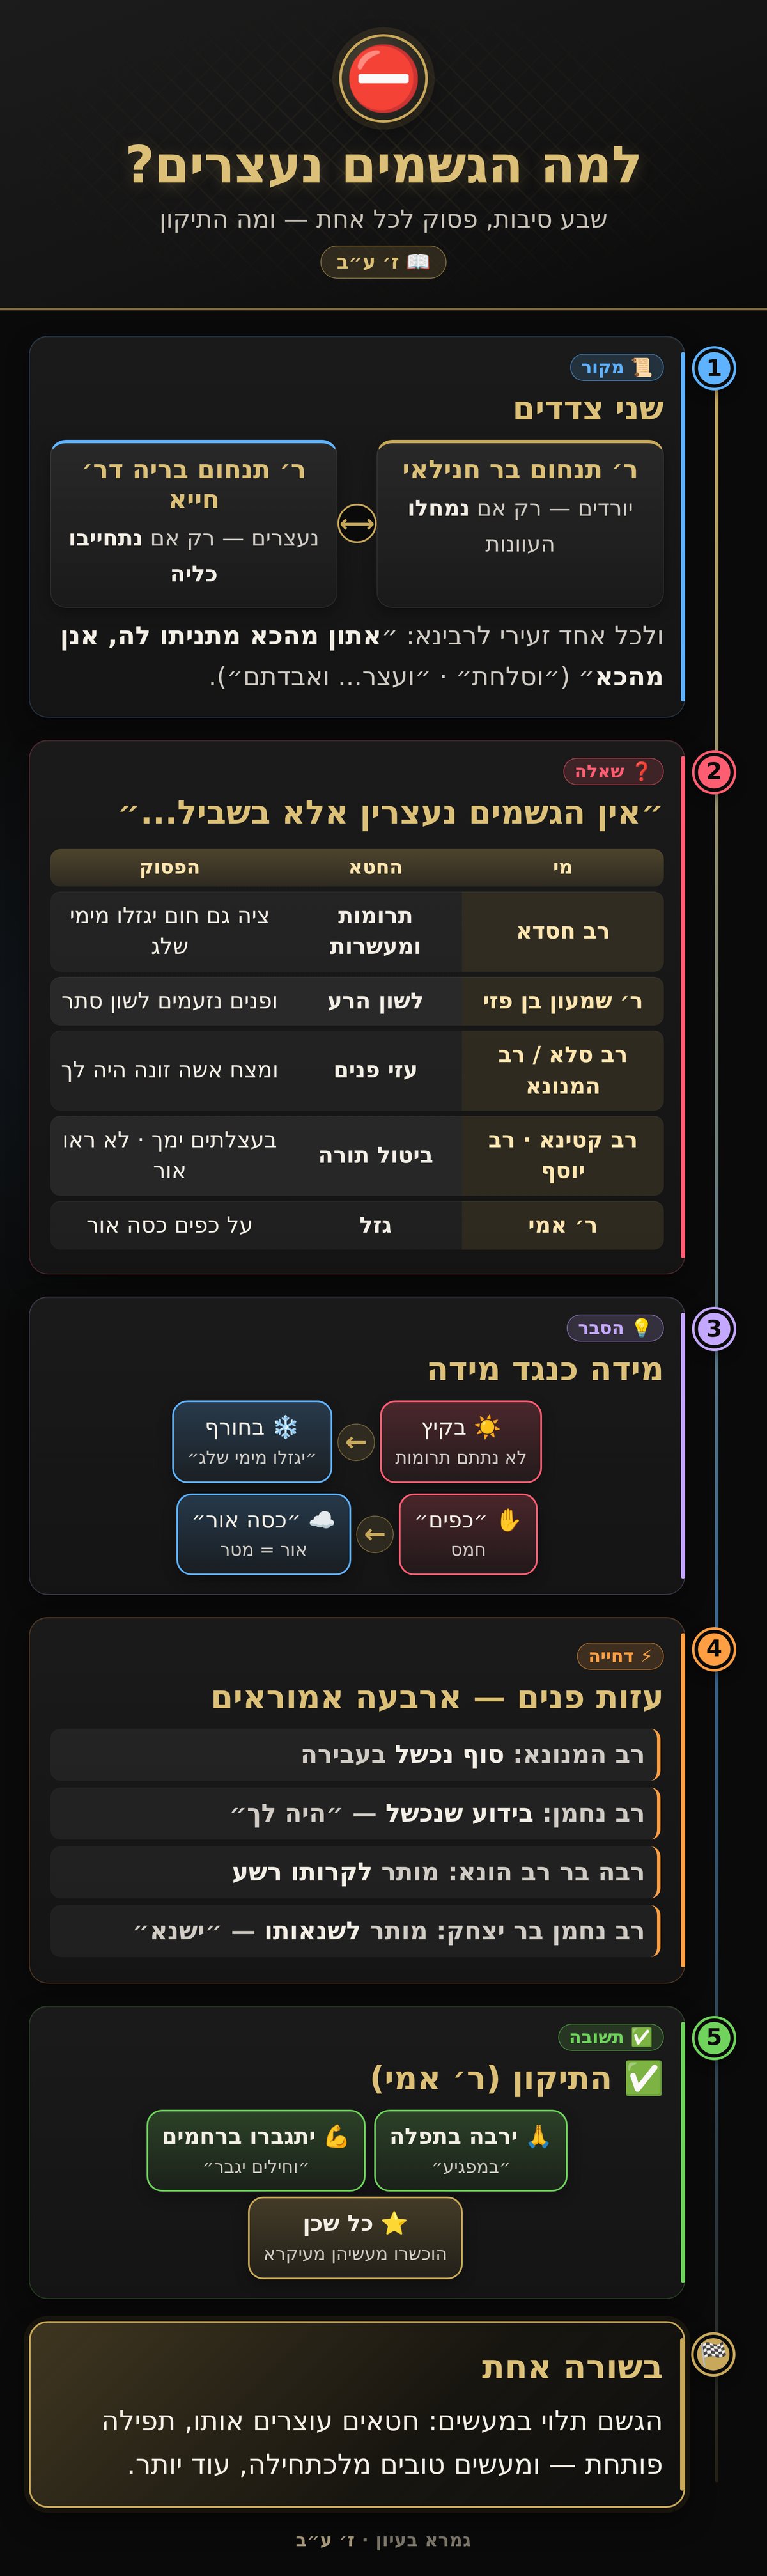 למה הגשמים נעצרים?
שבע סיבות, פסוק לכל אחת — ומה התיקון
📖 ז׳ ע״ב
1
📜 מקור
שני צדדים
ר׳ תנחום בר חנילאי
יורדים — רק אם נמחלו
העוונות
⟷
ר׳ תנחום בריה דר׳
חייא
נעצרים — רק אם נתחייבו
כליה
ולכל אחד זעירי לרבינא: ״אתון מהכא מתניתו לה, אנן
מהכא״ (״וסלחת״ · ״ועצר... ואבדתם״).
2
❓ שאלה
״אין הגשמים נעצרין אלא בשביל...״
מי החטא הפסוק
רב חסדא
תרומות
ומעשרות
ציה גם חום יגזלו מימי
שלג
ר׳ שמעון בן פזי לשון הרע ופנים נזעמים לשון סתר
רב סלא / רב
המנונא
עזי פנים
ומצח אשה זונה היה לך
רב קטינא · רב
יוסף
ביטול תורה
בעצלתים ימך · לא ראו
אור
ר׳ אמי גזל על כפים כסה אור
3
💡 הסבר
מידה כנגד מידה
☀️ בקיץ
לא נתתם תרומות
←
❄️ בחורף
״יגזלו מימי שלג״
✋ ״כפים״
חמס
←
☁️ ״כסה אור״
אור = מטר
4
⚡ דחייה
עזות פנים — ארבעה אמוראים
רב המנונא: סוף נכשל בעבירה
רב נחמן: בידוע שנכשל — ״היה לך״
רבה בר רב הונא: מותר לקרותו רשע
רב נחמן בר יצחק: מותר לשנאותו — ״ישנא״
5
✅ תשובה
✅ התיקון (ר׳ אמי)
🙏 ירבה בתפלה
״במפגיע״
💪 יתגברו ברחמים
״וחילים יגבר״
⭐ כל שכן
הוכשרו מעשיהן מעיקרא
🏁
בשורה אחת
הגשם תלוי במעשים: חטאים עוצרים אותו, תפילה
פותחת — ומעשים טובים מלכתחילה, עוד יותר.
גמרא בעיון · ז׳ ע״ב